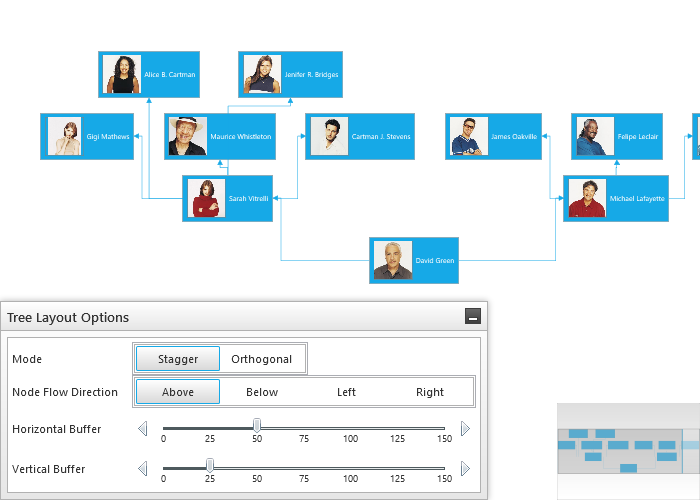 Alice B. Cartman
Jenifer R. Bridges
Gigi Mathews
Maurice Whistleton
Cartman J. Stevens
James Oakville
Felipe Leclair
Sarah Vitrelli
Michael Lafayette
David Green
Tree Layout Options
Mode
Stagger Orthogonal
Node Flow Direction
Above Below Left Right
Horizontal Buffer
0 25 50 75 100 125 150
Vertical Buffer
0 25 50 75 100 125 150